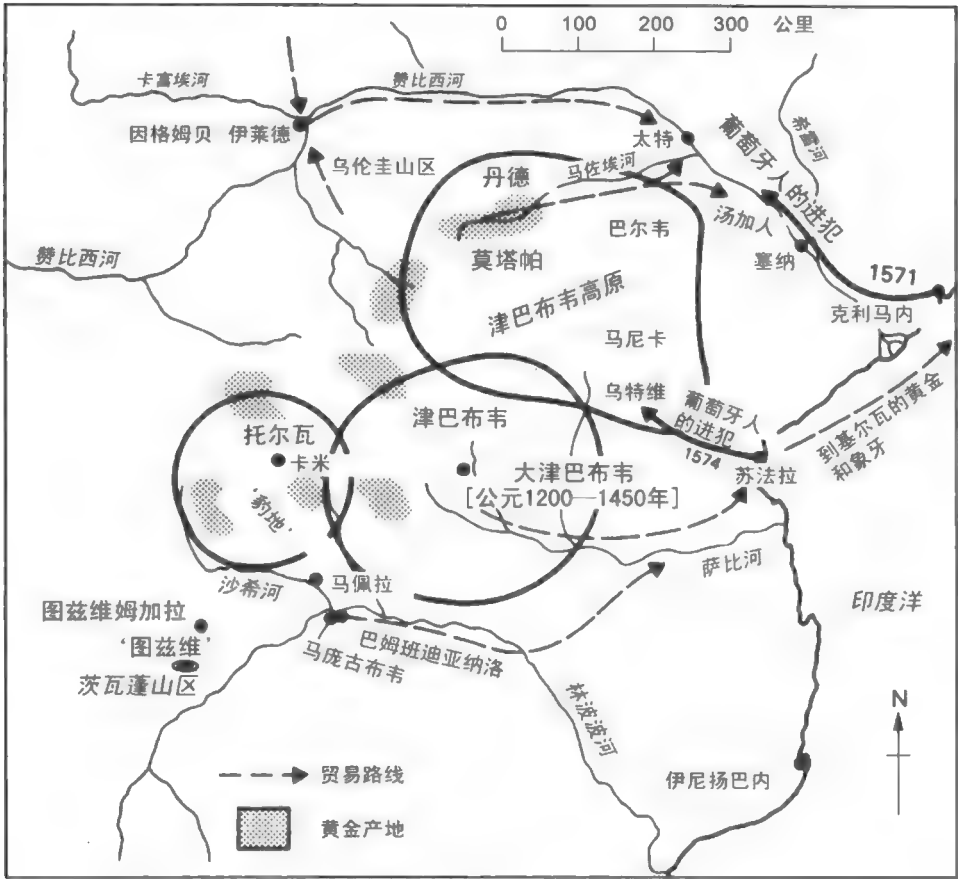 0 100 200 300 公里
卡富埃河
赞比西河
因格姆贝 伊莱德
太特
希雷河
葡萄牙人的进犯
乌伦圭山区
马佐埃河
丹德
汤加人
巴尔韦
塞纳
莫塔帕
赞比西河
1571
津巴布韦高原
克利马内
马尼卡
乌特维
葡萄牙人
的进犯
1574
到基尔瓦的黄金
和象牙
津巴布韦
托尔瓦
卡米
大津巴布韦
[公元1200—1450年]
苏法拉
‘豹地’
萨比河
沙希河
马佩拉
印度洋
图兹维姆加拉
‘图兹维’
茨瓦蓬山区
马庞古布韦
巴姆班迪亚纳洛
林波波河
N
贸易路线
伊尼扬巴内
黄金产地